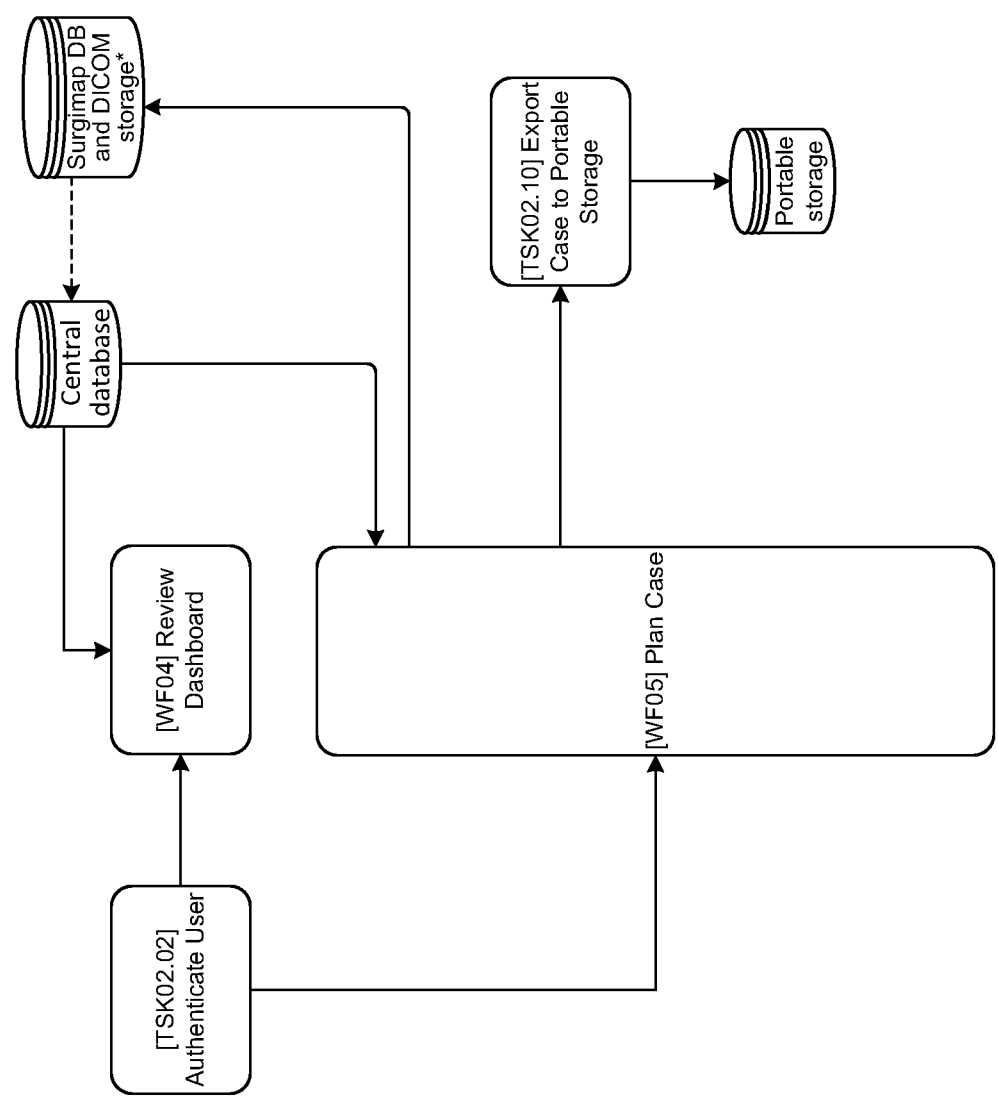 Surgimap DB
and DICOM
storage*
Central
database
[WF04] Review
Dashboard
[TSK02.02]
Authenticate User
[TSK02.10] Export
Case to Portable
Storage
Portable
storage
[WF05] Plan Case